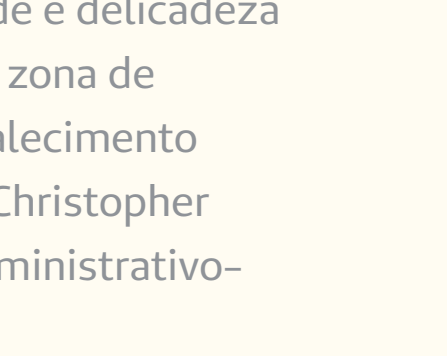 de e delicadeza
zona de
alecimento
Christopher
ministrativo-